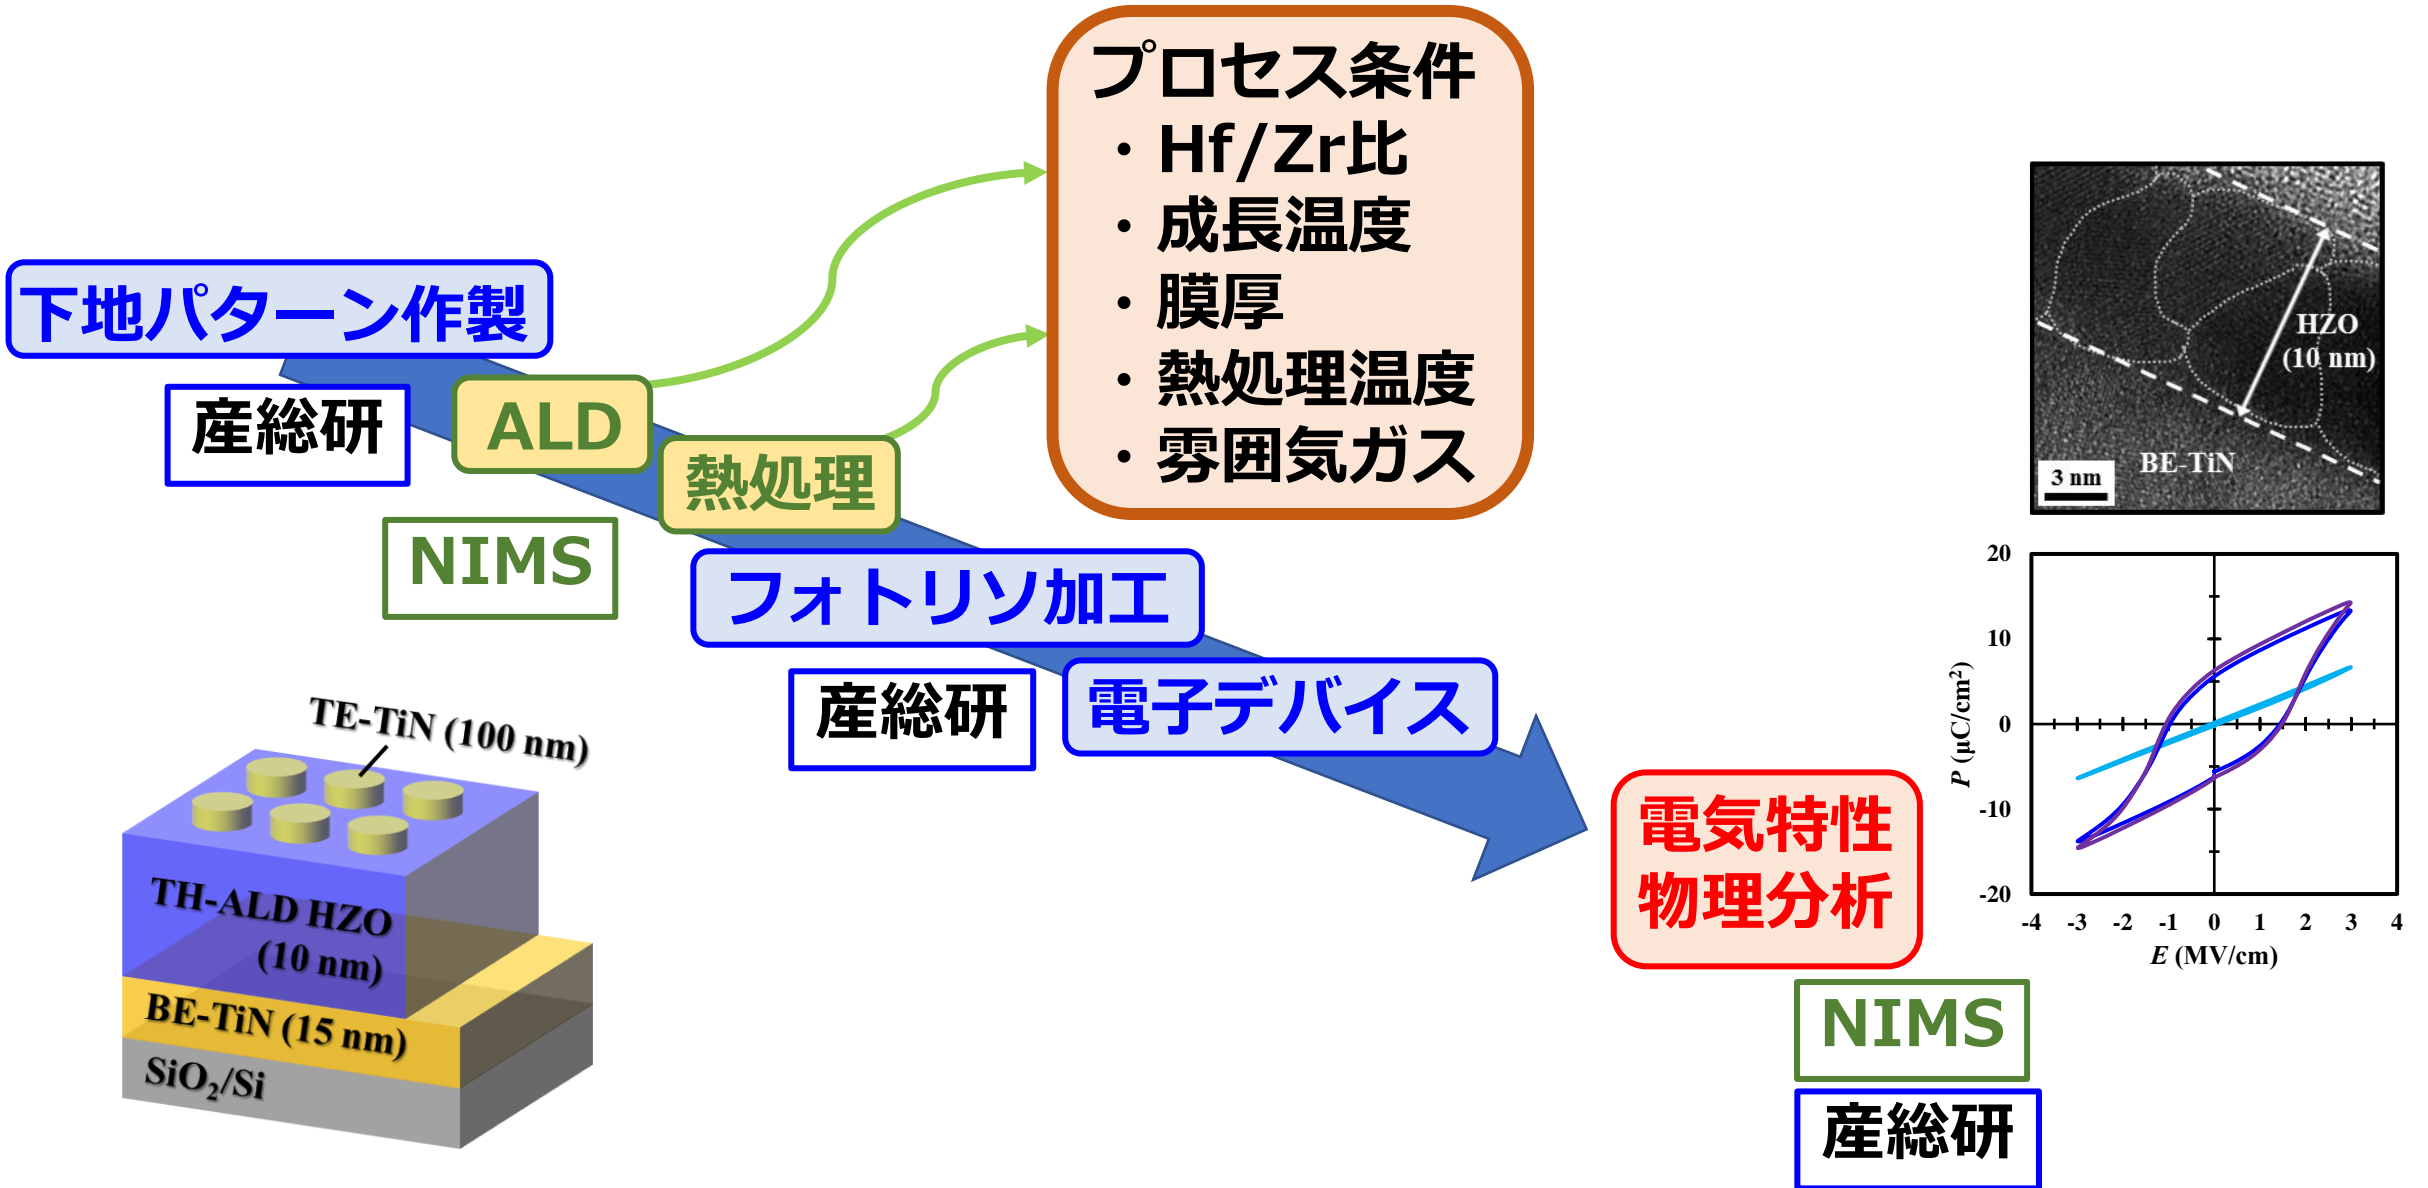 プロセス条件
・Hf/Zr比
・成長温度
・膜厚
・熱処理温度
・雰囲気ガス
下地パターン作製
産総研
ALD
熱処理
NIMS
フォトリソ加工
産総研
電子デバイス
電気特性
物理分析
NIMS
産総研
TE-TiN (100 nm)
TH-ALD HZO
(10 nm)
BE-TiN (15 nm)
SiO₂/Si
HZO
(10 nm)
BE-TiN
3 nm
20
10
0
-10
-20
P (μC/cm²)
-4 -3 -2 -1 0 1 2 3 4
E (MV/cm)